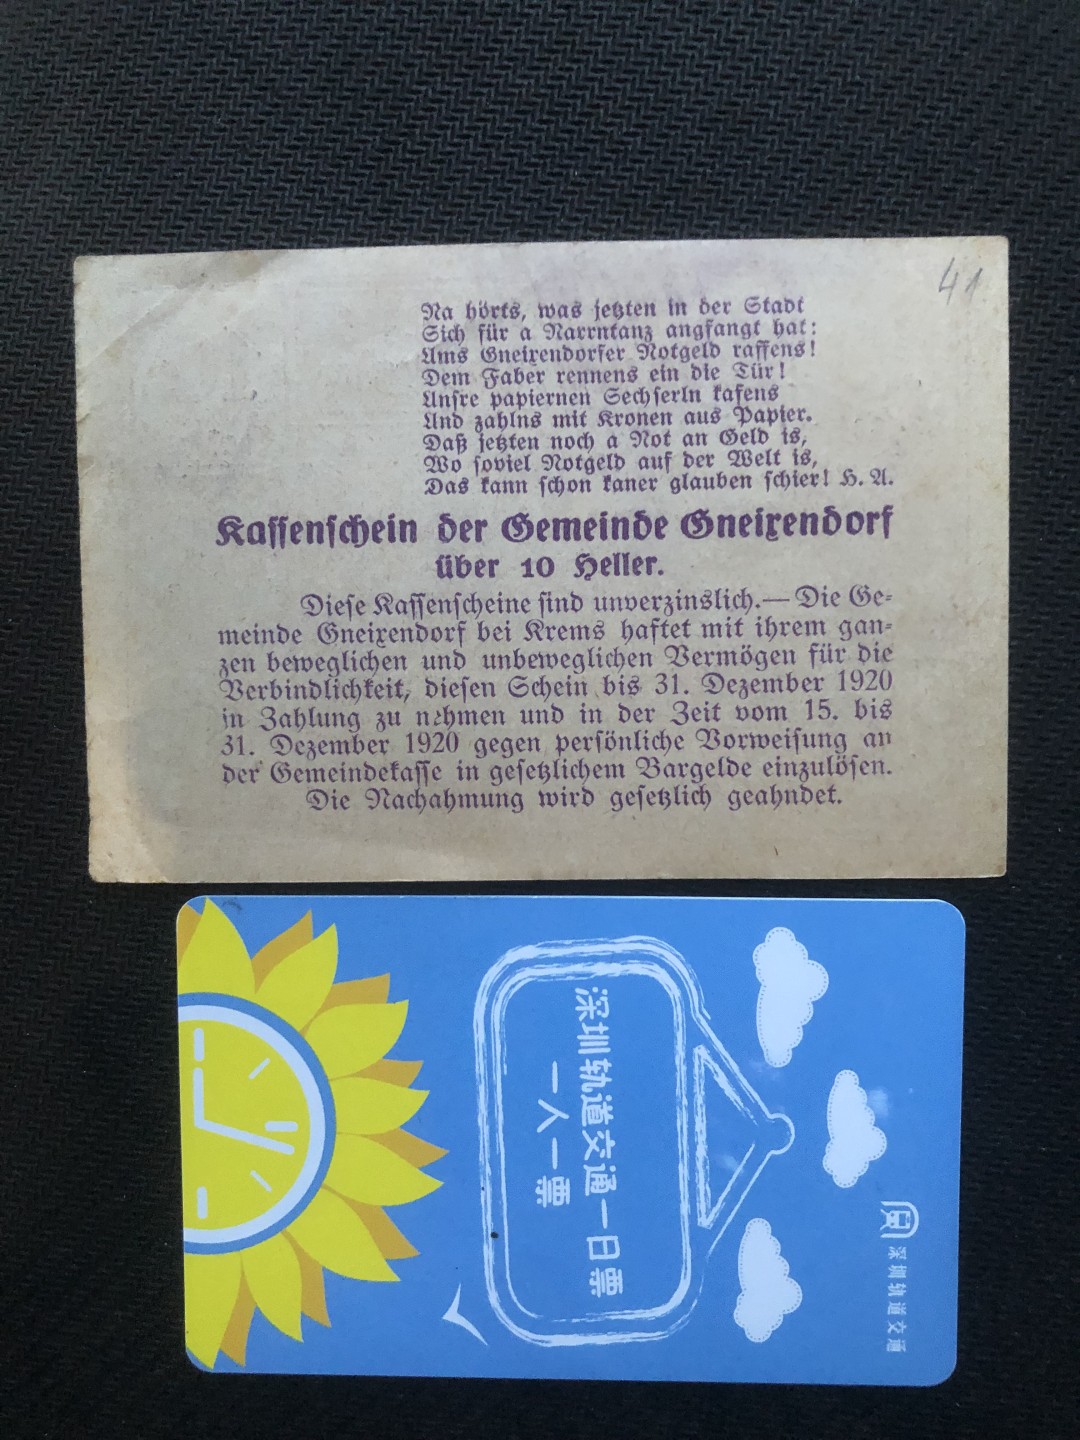 41
Na hörts, was jetzten in der Stadt
Sich für a Narrntanz angfangt hat:
Ums Gneixendorfer Notgeld raffens!
Dem Faber rennens ein die Tür!
Unsre papiernen Sechserln kafens
Und zahlns mit Kronen aus Papier.
Daß jetzten noch a Not an Geld is,
Wo soviel Notgeld auf der Welt is,
Das kann schon kaner glauben schier! H. A.
Kassenschein der Gemeinde Gneixendorf
über 10 Heller.
Diese Kassenscheine sind unverzinslich.— Die Ge-
meinde Gneixendorf bei Krems haftet mit ihrem gan-
zen beweglichen und unbeweglichen Vermögen für die
Verbindlichkeit, diesen Schein bis 31. Dezember 1920
in Zahlung zu nehmen und in der Zeit vom 15. bis
31. Dezember 1920 gegen persönliche Vorweisung an
der Gemeindekasse in gesetzlichem Bargelde einzulösen.
Die Nachahmung wird gesetzlich geahndet.
深圳轨道交通
深圳轨道交通一日票
一人一票